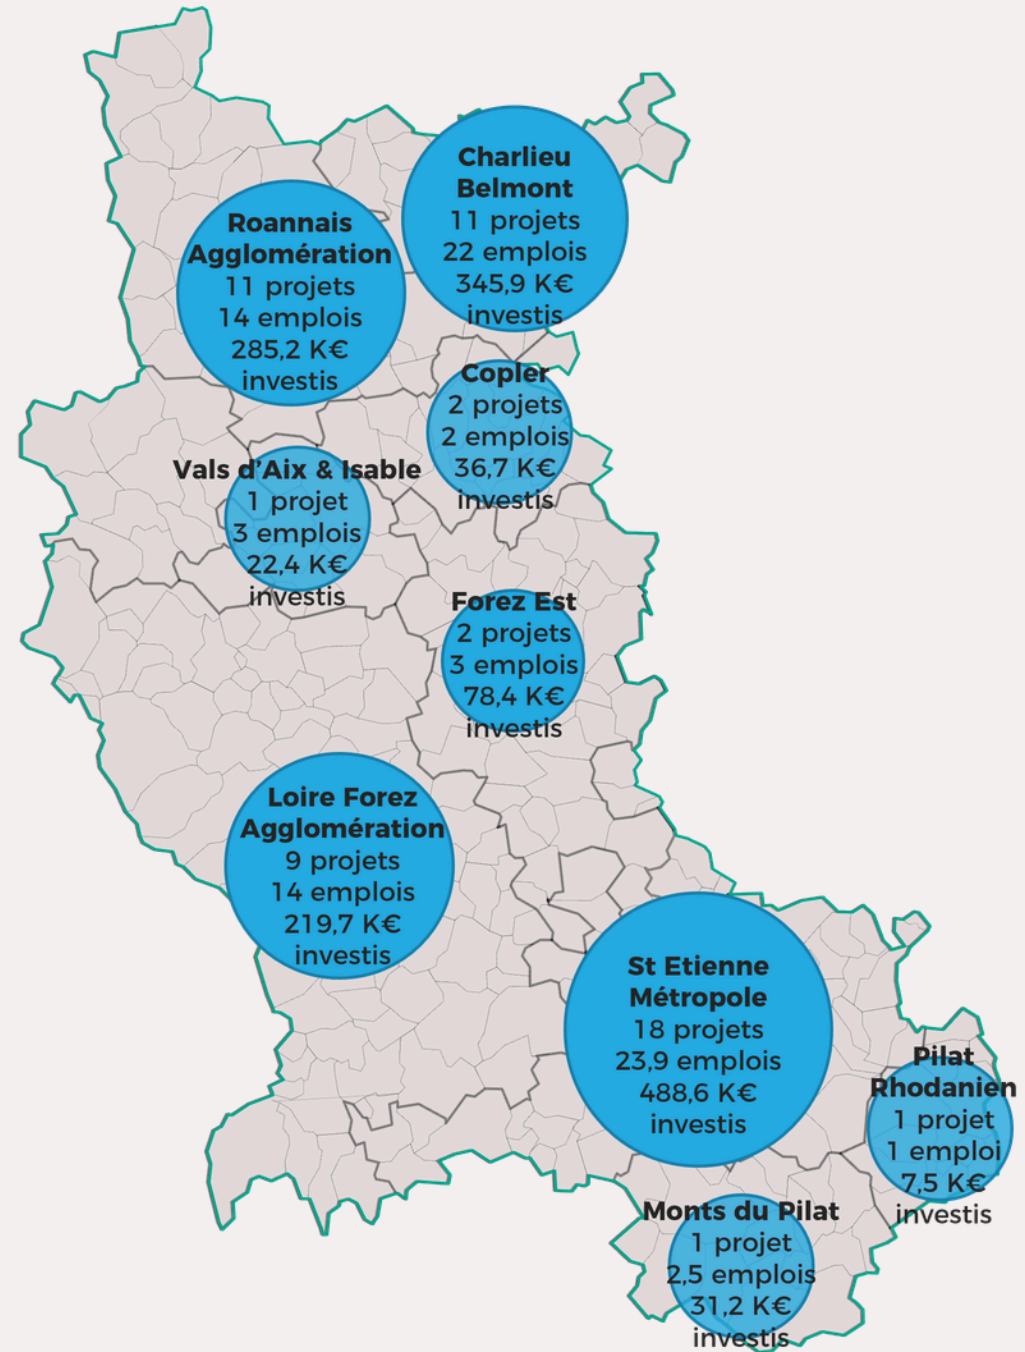 Charlieu
Belmont
11 projets
22 emplois
345,9 K€
investis
Roannais
Agglomération
11 projets
14 emplois
285,2 K€
investis
Copler
2 projets
2 emplois
36,7 K€
investis
Vals d’Aix & Isable
1 projet
3 emplois
22,4 K€
investis
Forez Est
2 projets
3 emplois
78,4 K€
investis
Loire Forez
Agglomération
9 projets
14 emplois
219,7 K€
investis
St Etienne
Métropole
18 projets
23,9 emplois
488,6 K€
investis
Pilat
Rhodanien
1 projet
1 emploi
7,5 K€
investis
Monts du Pilat
1 projet
2,5 emplois
31,2 K€
investis